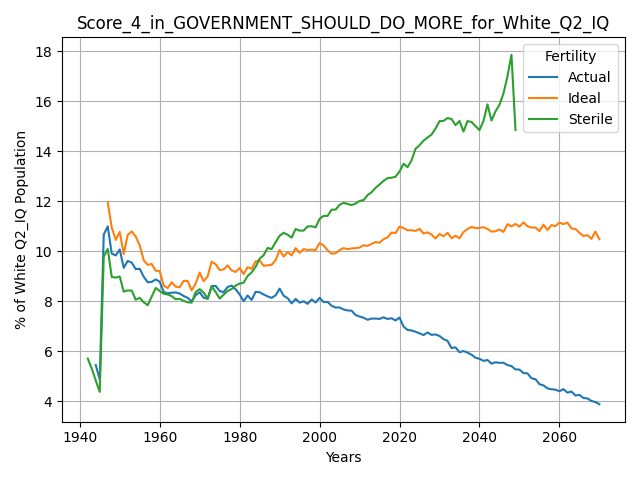 Score_4_in_GOVERNMENT_SHOULD_DO_MORE_for_White_Q2_IQ
% of White Q2_IQ Population
18
16
14
12
10
8
6
4
Fertility
Actual
Ideal
Sterile
1940 1960 1980 2000 2020 2040 2060
Years